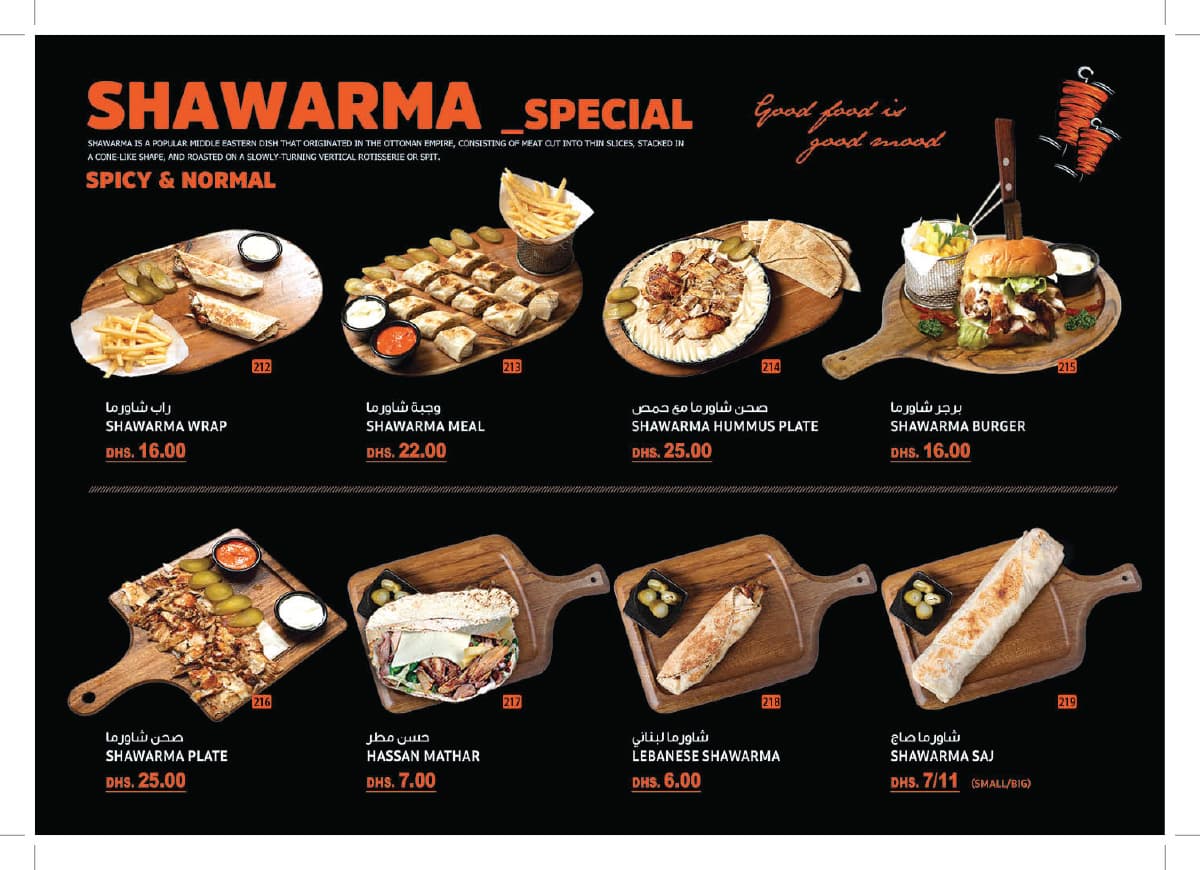 SHAWARMA _SPECIAL
Good food is
good mood
SHAWARMA IS A POPULAR MIDDLE EASTERN DISH THAT ORIGINATED IN THE OTTOMAN EMPIRE, CONSISTING OF MEAT CUT INTO THIN SLICES, STACKED IN
A CONE-LIKE SHAPE, AND ROASTED ON A SLOWLY-TURNING VERTICAL ROTISSERIE OR SPIT.
SPICY & NORMAL
212
راب شاورما
SHAWARMA WRAP
DHS. 16.00
213
وجبة شاورما
SHAWARMA MEAL
DHS. 22.00
214
صحن شاورما مع حمص
SHAWARMA HUMMUS PLATE
DHS. 25.00
215
برجر شاورما
SHAWARMA BURGER
DHS. 16.00
216
صحن شاورما
SHAWARMA PLATE
DHS. 25.00
217
حسن مطر
HASSAN MATHAR
DHS. 7.00
218
شاورما لبناني
LEBANESE SHAWARMA
DHS. 6.00
219
شاورما صاج
SHAWARMA SAJ
DHS. 7/11 (SMALL/BIG)